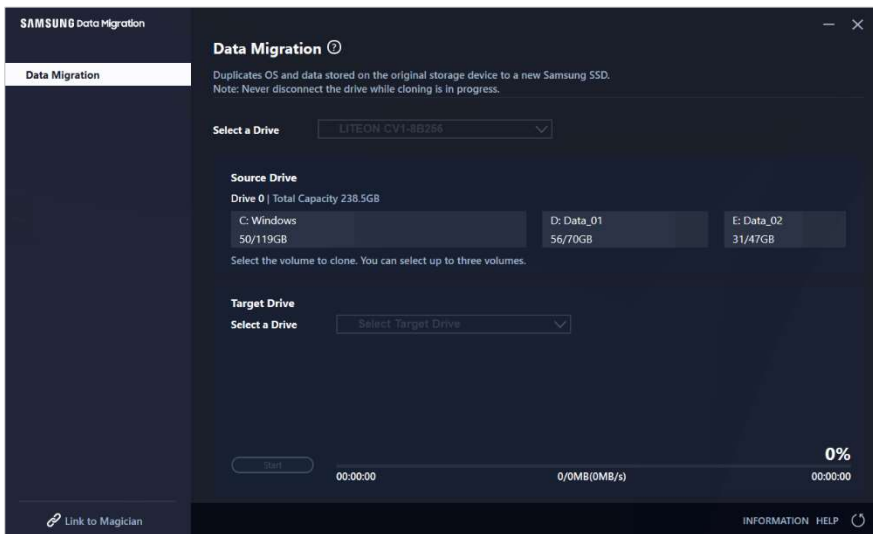 SAMSUNG Data Migration
Data Migration
Data Migration ?
Duplicates OS and data stored on the original storage device to a new Samsung SSD.
Note: Never disconnect the drive while cloning is in progress.
Select a Drive LITEON CV1-8B256
Source Drive
Drive 0 | Total Capacity 238.5GB
C: Windows D: Data_01 E: Data_02
50/119GB 56/70GB 31/47GB
Select the volume to clone. You can select up to three volumes.
Target Drive
Select a Drive Select Target Drive
0%
Start
00:00:00 0/0MB(0MB/s) 00:00:00
Link to Magician
INFORMATION HELP